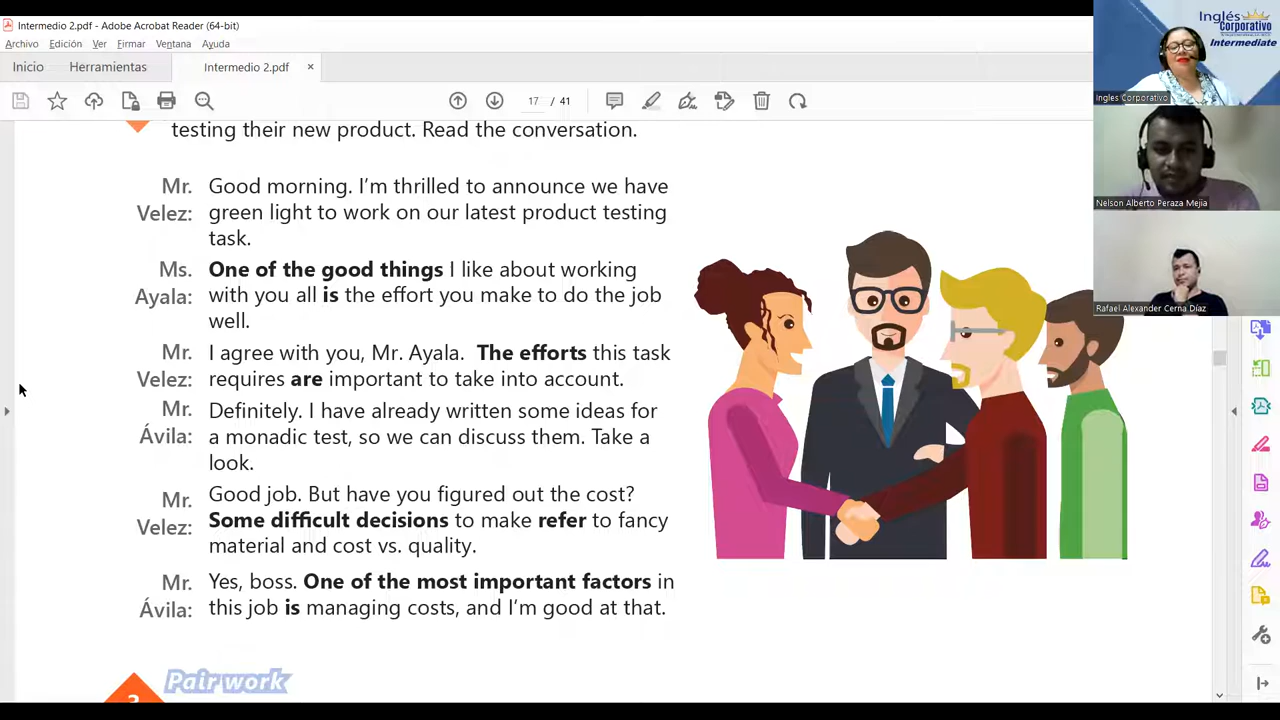 Intermedio 2.pdf - Adobe Acrobat Reader (64-bit)
Archivo Edición Ver Firmar Ventana Ayuda
Inicio Herramientas Intermedio 2.pdf ×
17 / 41
testing their new product. Read the conversation.
Mr. Velez: Good morning. I'm thrilled to announce we have
green light to work on our latest product testing
task.
Ms. Ayala: One of the good things I like about working
with you all is the effort you make to do the job
well.
Mr. Velez: I agree with you, Mr. Ayala. The efforts this task
requires are important to take into account.
Mr. Ávila: Definitely. I have already written some ideas for
a monadic test, so we can discuss them. Take a
look.
Mr. Velez: Good job. But have you figured out the cost?
Some difficult decisions to make refer to fancy
material and cost vs. quality.
Mr. Ávila: Yes, boss. One of the most important factors in
this job is managing costs, and I'm good at that.
Pair work
Inglés
Corporativo
Intermediate
Ingles Corporativo
Nelson Alberto Peraza Mejia
Rafael Alexander Cerna Díaz